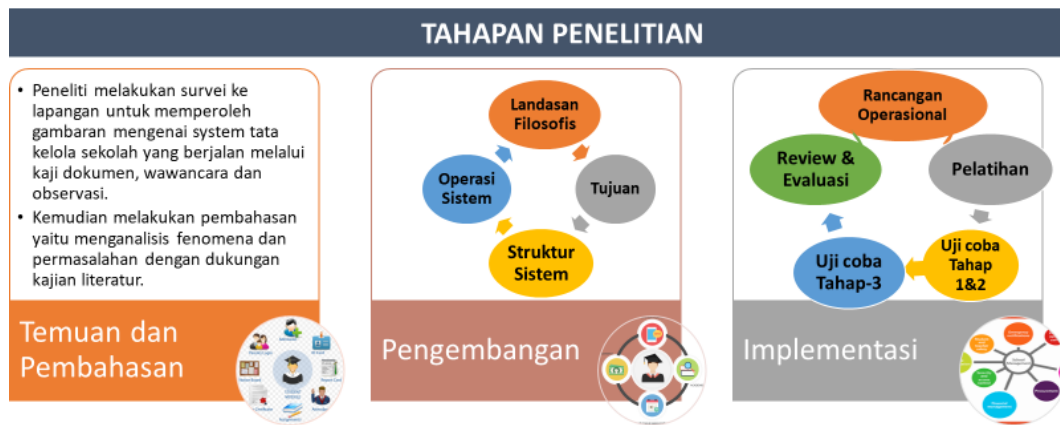 TAHAPAN PENELITIAN
• Peneliti melakukan survei ke
lapangan untuk memperoleh
gambaran mengenai system tata
kelola sekolah yang berjalan melalui
kaji dokumen, wawancara dan
observasi.
• Kemudian melakukan pembahasan
yaitu menganalisis fenomena dan
permasalahan dengan dukungan
kajian literatur.
Temuan dan
Pembahasan
Landasan
Filosofis
Tujuan
Struktur
Sistem
Operasi
Sistem
Pengembangan
Rancangan
Operasional
Pelatihan
Uji coba
Tahap
1&2
Uji coba
Tahap-3
Review &
Evaluasi
Implementasi